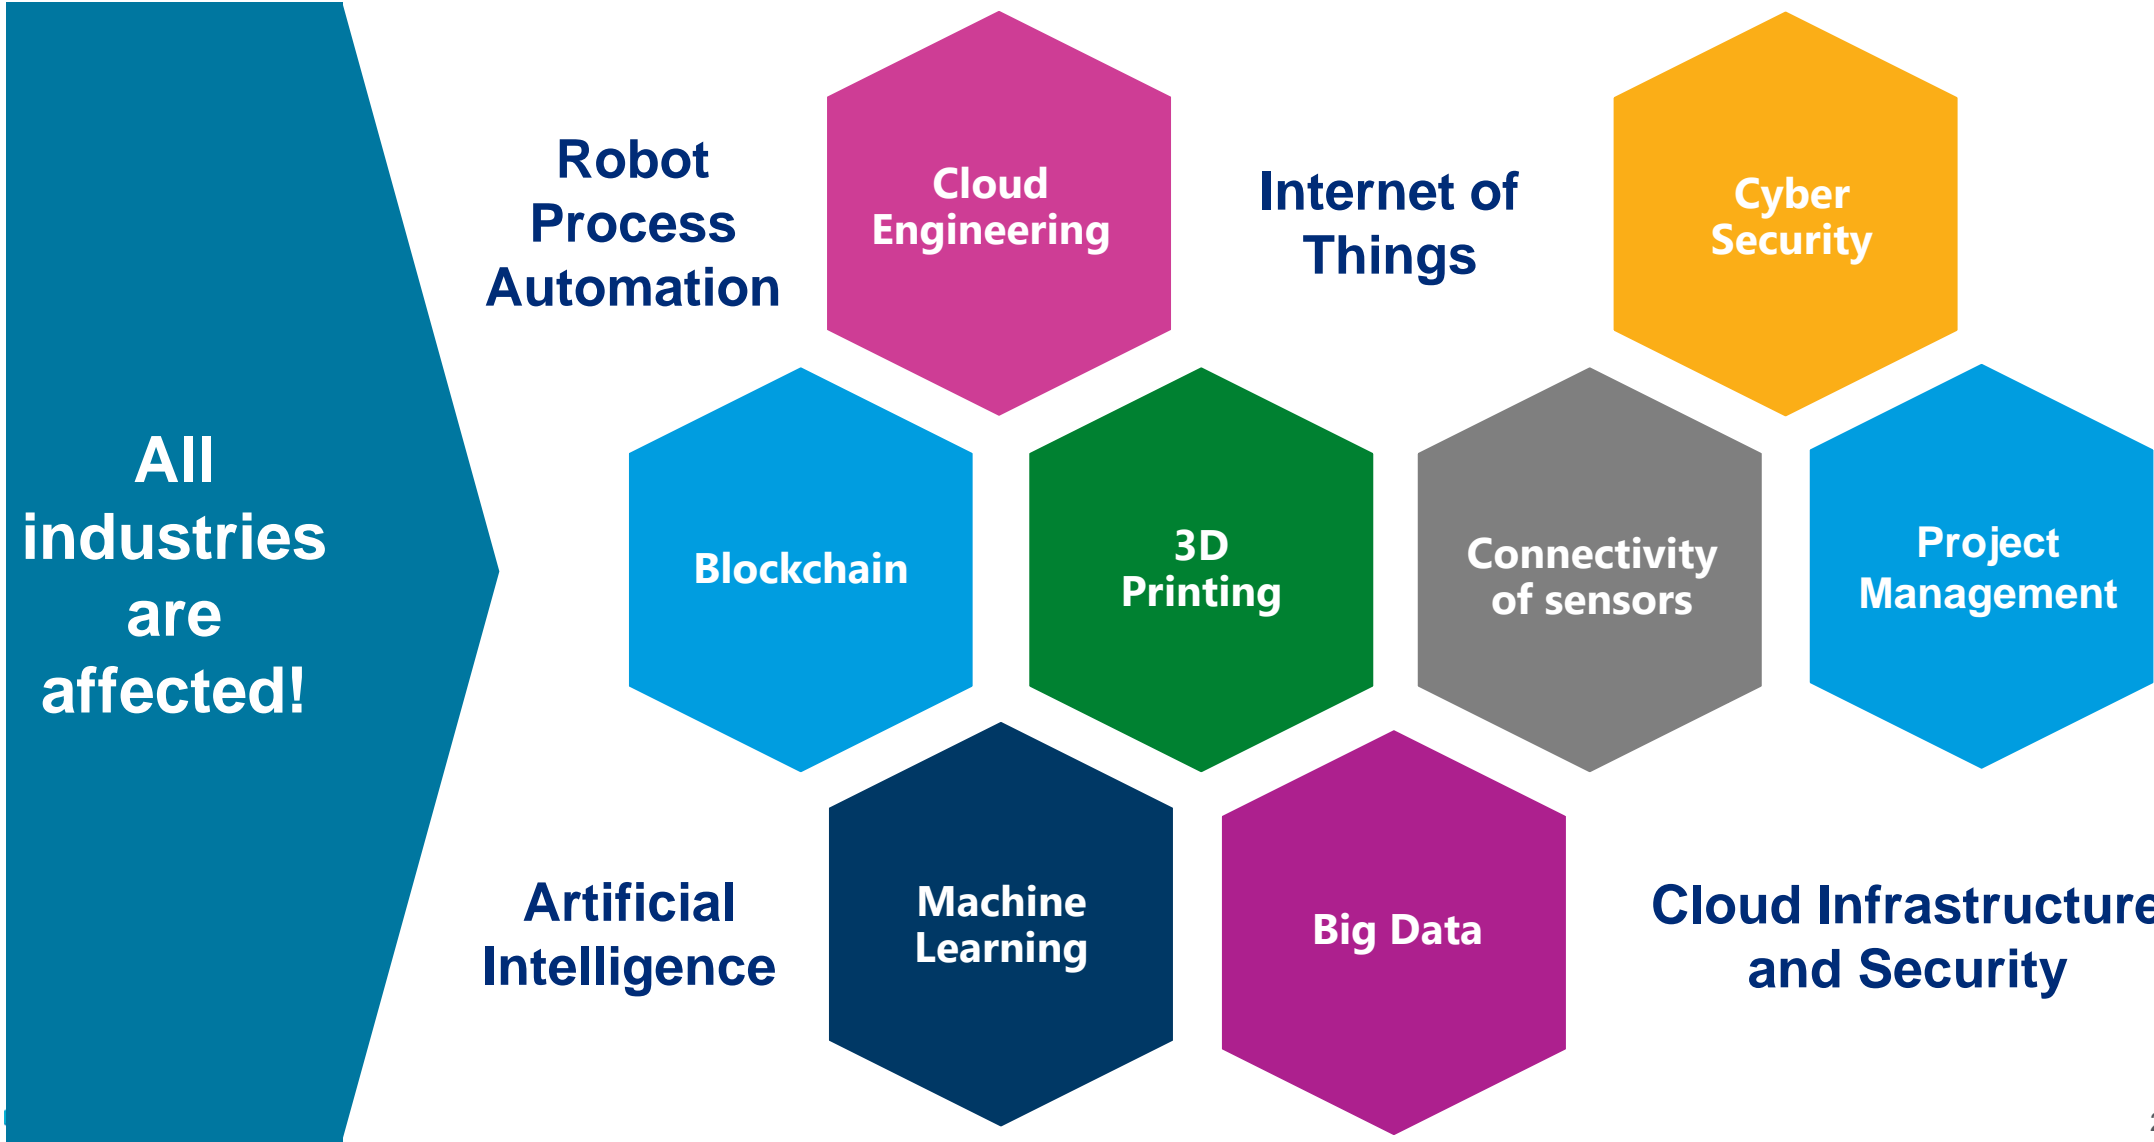 All
industries
are
affected!
Robot
Process
Automation
Cloud
Engineering
Internet of
Things
Cyber
Security
Blockchain
3D
Printing
Connectivity
of sensors
Project
Management
Artificial
Intelligence
Machine
Learning
Big Data
Cloud Infrastructure
and Security